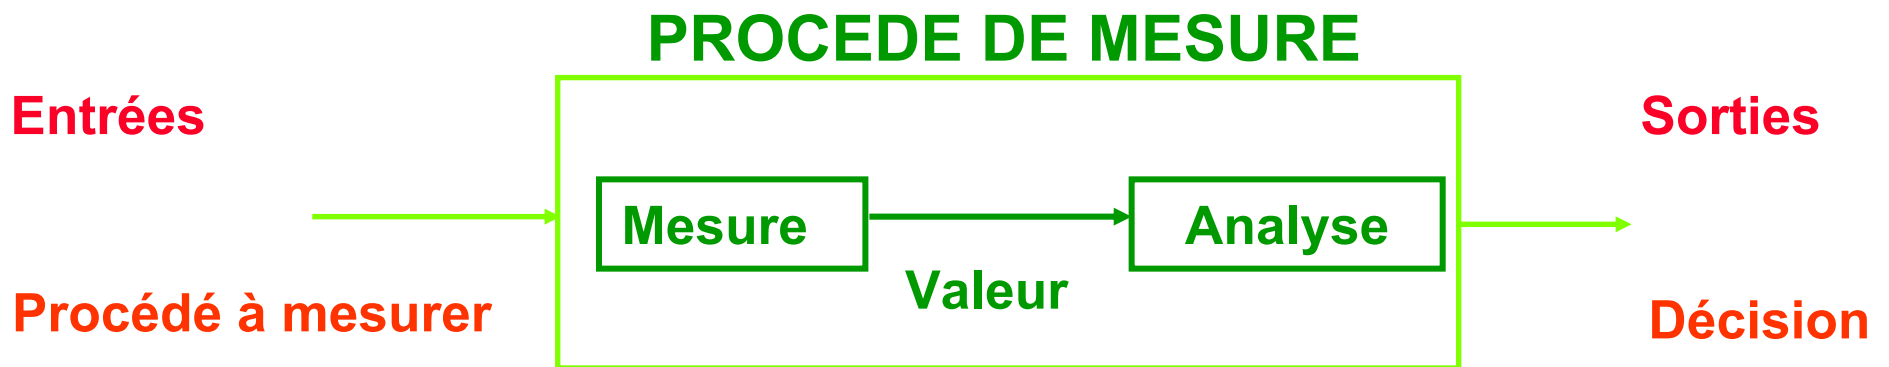 PROCEDE DE MESURE
Entrées
Sorties
Mesure
Analyse
Valeur
Procédé à mesurer
Décision